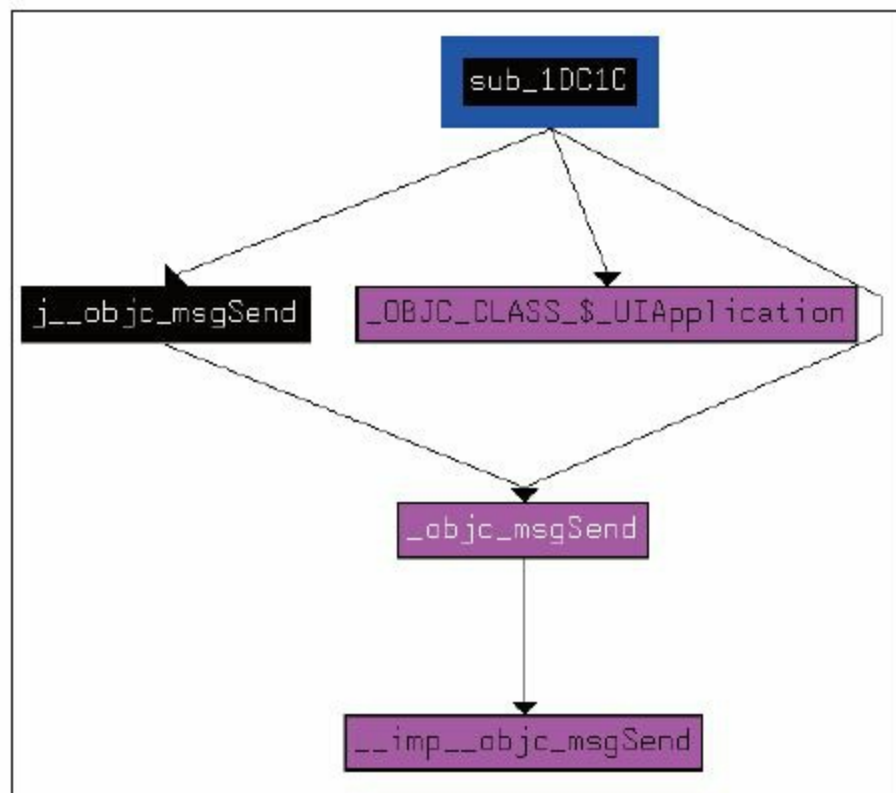 sub_1DC1C
j__objc_msgSend
_OBJC_CLASS_$_UIApplication
_objc_msgSend
__imp__objc_msgSend